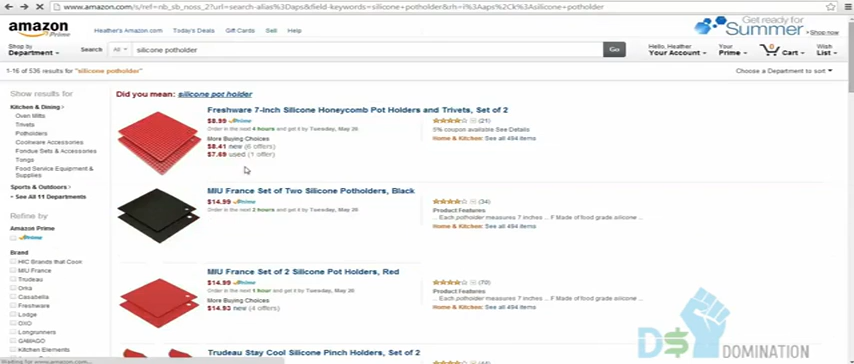 www.amazon.com/s/ref=nb_sb_noss_2?url=search-alias%3Daps&field-keywords=silicone+potholder&rh=i%3Aaps%2Ck%3Asilicone+potholder
amazon
Prime
Heather's Amazon.com Today's Deals Gift Cards Sell Help
Get ready for
Summer
Shop now
Shop by
Department
Search All silicone potholder Go
Hello, Heather
Your Account
Your
Prime
0
Cart
Wish
List
1-16 of 536 results for "silicone potholder"
Choose a Department to sort
Show results for
Kitchen & Dining
Oven Mitts
Trivets
Potholders
Cookware Accessories
Fondue Sets & Accessories
Tongs
Food Service Equipment &
Supplies
Sports & Outdoors
See All 11 Departments
Refine by
Amazon Prime
Prime
Brand
HIC Brands that Cook
MIU France
Trudeau
Orka
Casabella
Freshware
Lodge
OXO
Longrunners
GAMAGO
Kitchen Elements
Waiting for www.amazon.com...
Did you mean: silicone pot holder
Freshware 7-Inch Silicone Honeycomb Pot Holders and Trivets, Set of 2
$8.99 Prime
Order in the next 4 hours and get it by Tuesday, May 26
More Buying Choices
$8.41 new (6 offers)
$7.69 used (1 offer)
(21)
5% coupon available See Details
Home & Kitchen: See all 494 items
MIU France Set of Two Silicone Potholders, Black
$14.99 Prime
Order in the next 2 hours and get it by Tuesday, May 26
(34)
Product Features
... Each potholder measures 7 inches ... F Made of food grade silicone ...
Home & Kitchen: See all 494 items
MIU France Set of 2 Silicone Pot Holders, Red
$14.99 Prime
Order in the next 1 hour and get it by Tuesday, May 26
More Buying Choices
$14.93 new (4 offers)
(70)
Product Features
... Each potholder measures 7 inches ... F Made of food grade silicone ...
Home & Kitchen: See all 494 items
Trudeau Stay Cool Silicone Pinch Holders, Set of 2
D$
DOMINATION